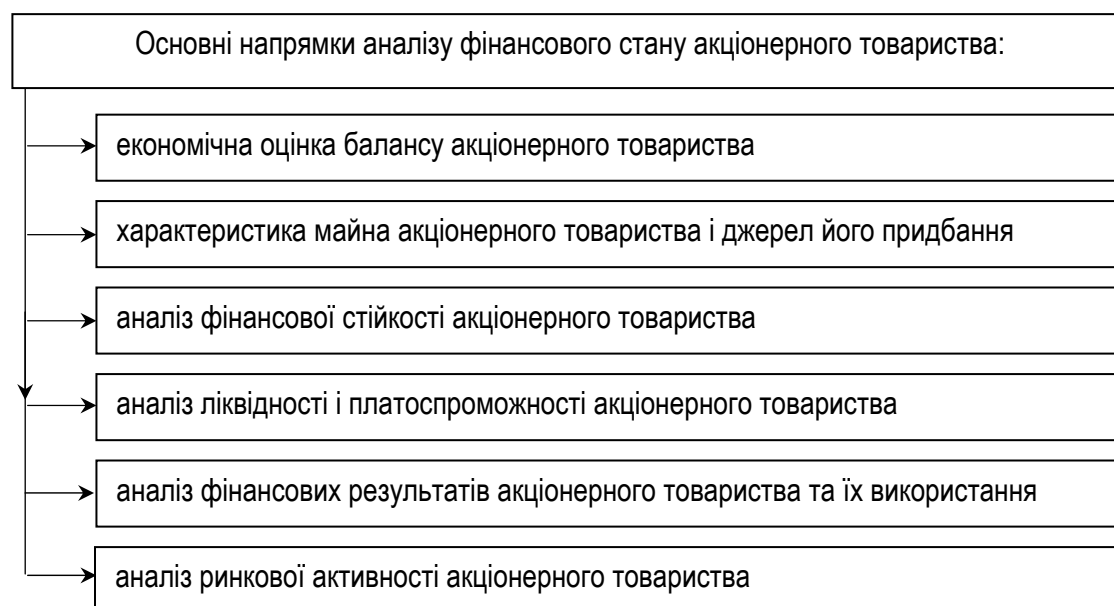 Основні напрямки аналізу фінансового стану акціонерного товариства:
економічна оцінка балансу акціонерного товариства
характеристика майна акціонерного товариства і джерел його придбання
аналіз фінансової стійкості акціонерного товариства
аналіз ліквідності і платоспроможності акціонерного товариства
аналіз фінансових результатів акціонерного товариства та їх використання
аналіз ринкової активності акціонерного товариства